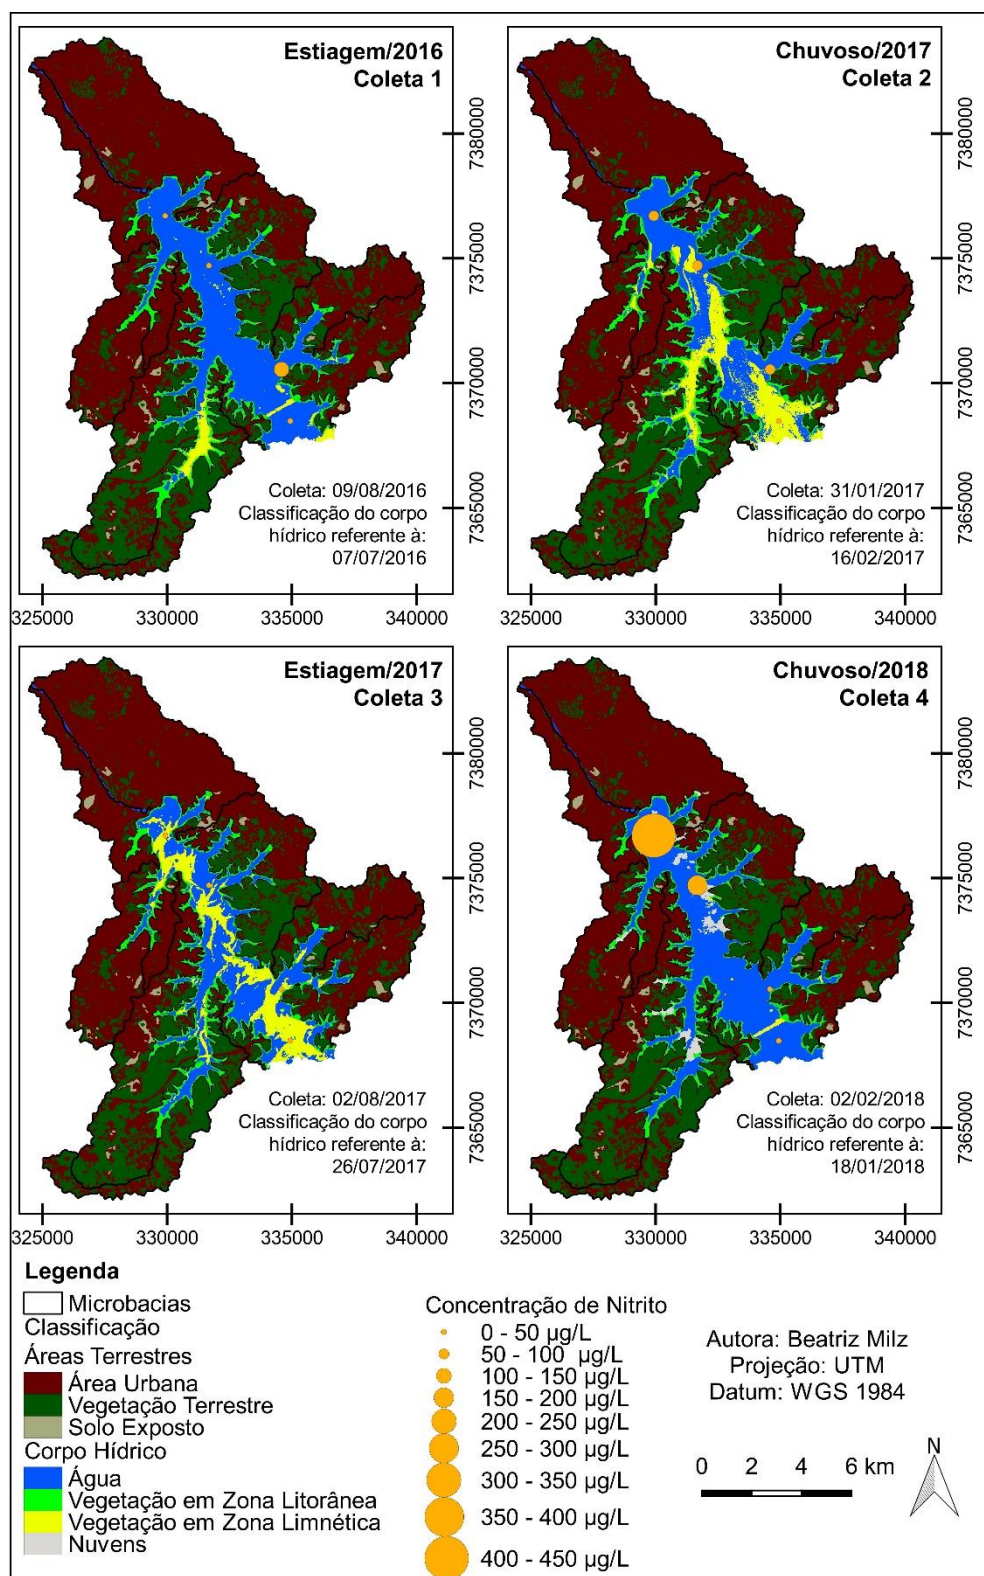 Estiagem/2016
Coleta 1
Coleta: 09/08/2016
Classificação do corpo
hídrico referente à:
07/07/2016
Chuvoso/2017
Coleta 2
Coleta: 31/01/2017
Classificação do corpo
hídrico referente à:
16/02/2017
7380000
7375000
7370000
7365000
7380000
7375000
7370000
7365000
325000
330000
335000
340000
325000
330000
335000
340000
Estiagem/2017
Coleta 3
Coleta: 02/08/2017
Classificação do corpo
hídrico referente à:
26/07/2017
Chuvoso/2018
Coleta 4
Coleta: 02/02/2018
Classificação do corpo
hídrico referente à:
18/01/2018
7380000
7375000
7370000
7365000
7380000
7375000
7370000
7365000
325000
330000
335000
340000
325000
330000
335000
340000
Legenda
Microbacias
Classificação
Áreas Terrestres
Área Urbana
Vegetação Terrestre
Solo Exposto
Corpo Hídrico
Água
Vegetação em Zona Litorânea
Vegetação em Zona Limnética
Nuvens
Concentração de Nitrito
0 - 50 µg/L
50 - 100 µg/L
100 - 150 µg/L
150 - 200 µg/L
200 - 250 µg/L
250 - 300 µg/L
300 - 350 µg/L
350 - 400 µg/L
400 - 450 µg/L
Autora: Beatriz Milz
Projeção: UTM
Datum: WGS 1984
0 2 4 6 km
N